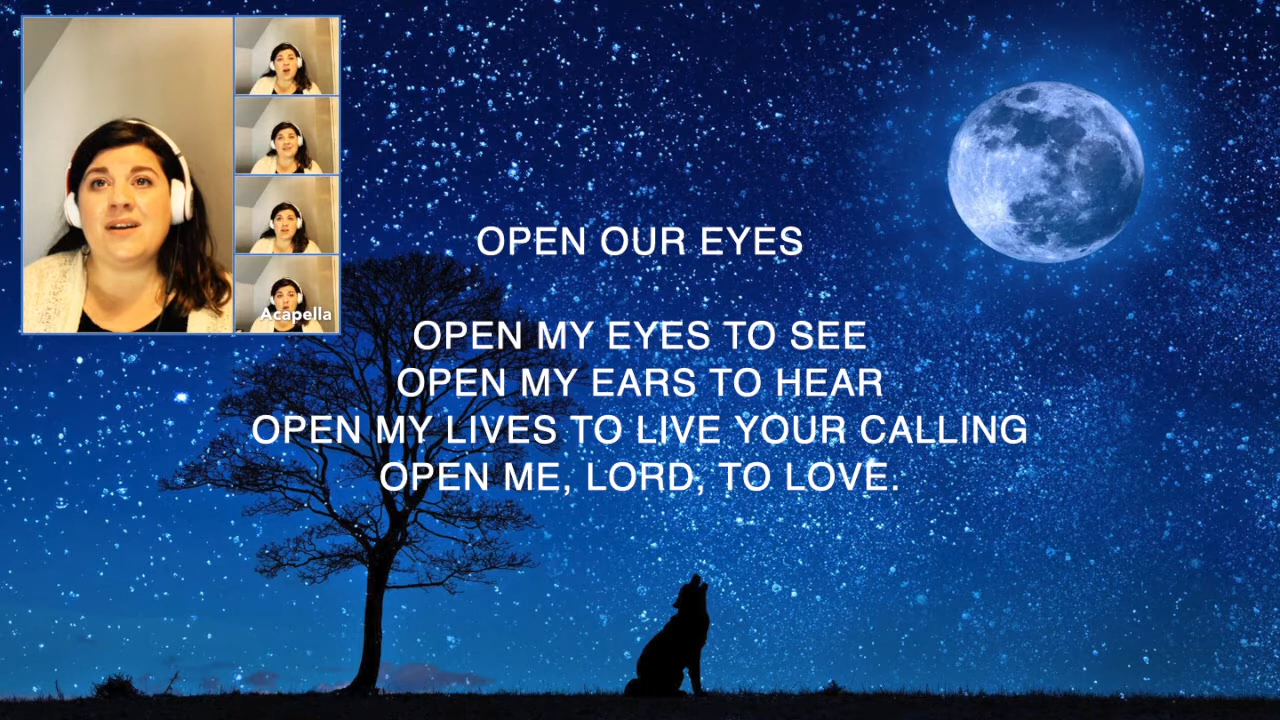 Acapella
OPEN OUR EYES
OPEN MY EYES TO SEE
OPEN MY EARS TO HEAR
OPEN MY LIVES TO LIVE YOUR CALLING
OPEN ME, LORD, TO LOVE.